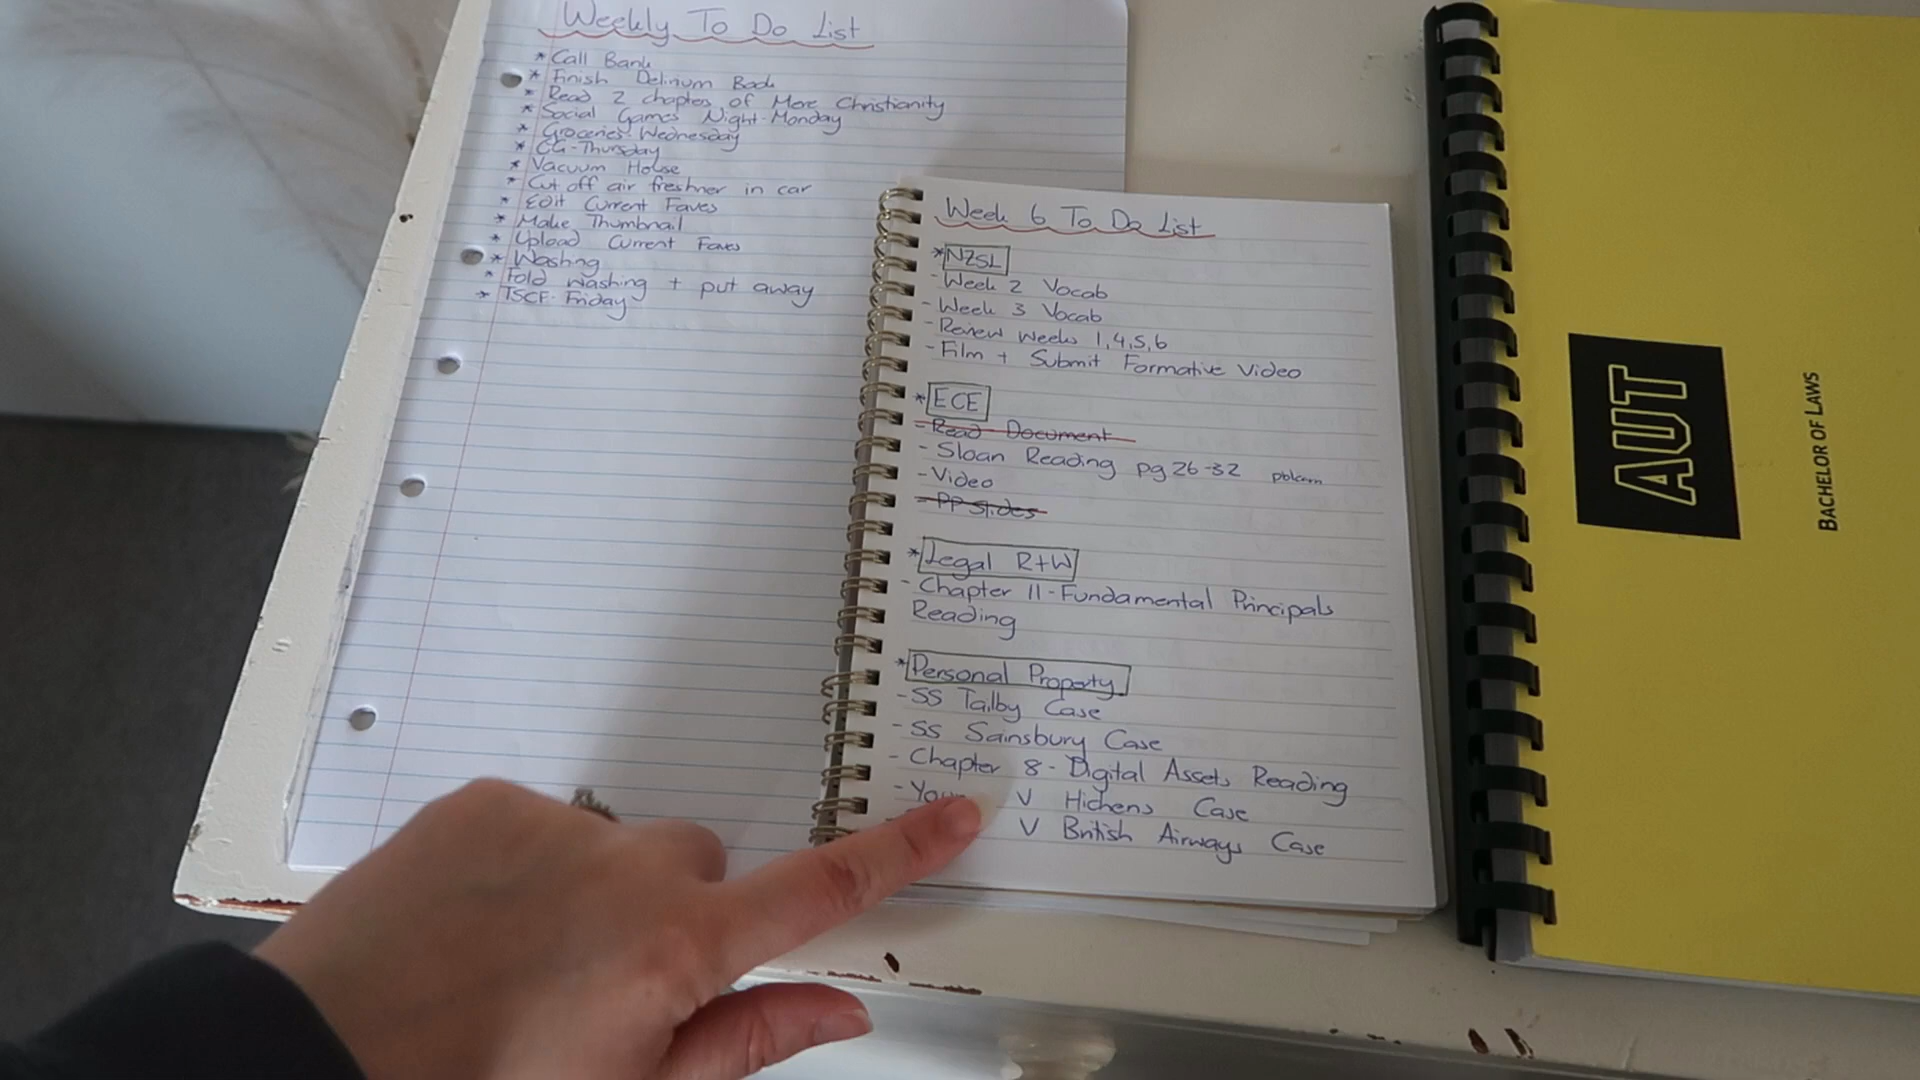 Weekly To Do List
* Call Bank
* Finish Delirium Book
* Read 2 chapters of Mere Christianity
* Social Games Night-Monday
* Groceries-Wednesday
* CG-Thursday
* Vacuum House
* Cut off air freshner in car
* Edit Current Faves
* Make Thumbnail
* Upload Current Faves
* Washing
* Fold washing + put away
* TSCF-Friday
Week 6 To Do List
* NZSL
- Week 2 Vocab
- Week 3 Vocab
- Review Weeks 1,4,5,6
- Film + Submit Formative Video
* ECE
- Read Document
- Sloan Reading pg 26-32
- Video
- PP Slides
* Legal R+W
- Chapter 11-Fundamental Principals
Reading
* Personal Property
- SS Tailby Case
- SS Sainsbury Case
- Chapter 8-Digital Assets Reading
- V Hichens Case
V British Airways Case
AUT
BACHELOR OF LAWS